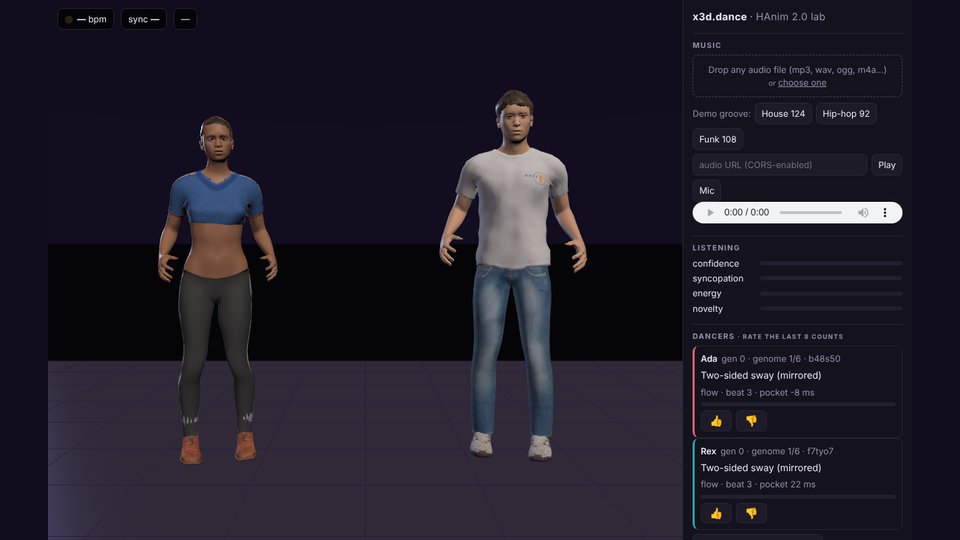 — bpm
sync —
—
x3d.dance · HAnim 2.0 lab
MUSIC
Drop any audio file (mp3, wav, ogg, m4a...)
or choose one
Demo groove: House 124 Hip-hop 92
Funk 108
audio URL (CORS-enabled) Play
Mic
0:00 / 0:00
LISTENING
confidence
syncopation
energy
novelty
DANCERS · RATE THE LAST 8 COUNTS
Ada gen 0 · genome 1/6 · b48s50
Two-sided sway (mirrored)
flow · beat 3 · pocket -8 ms
Rex gen 0 · genome 1/6 · f7tyo7
Two-sided sway (mirrored)
flow · beat 3 · pocket 22 ms